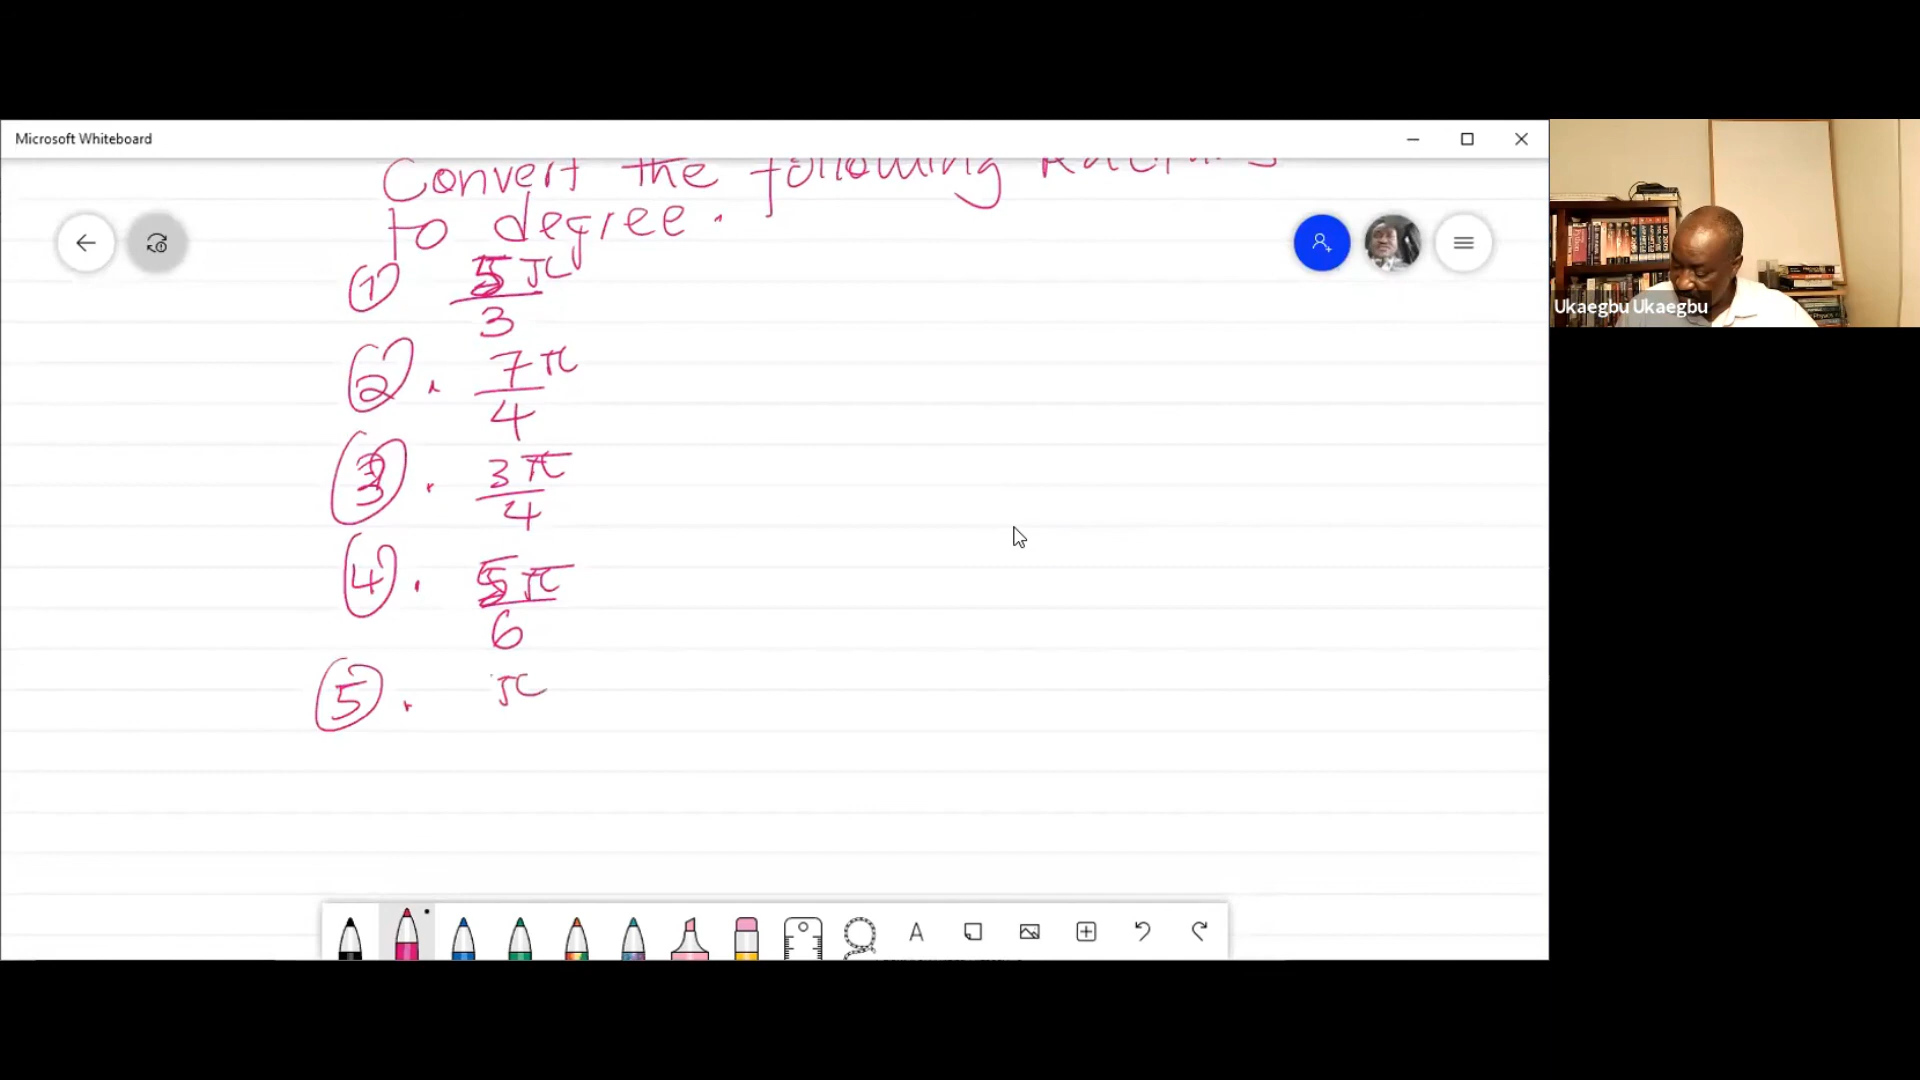 Microsoft Whiteboard
Convert the following Radians
to degree.
① 5π
3
②. 7π
4
③. 3π
4
④. 5π
6
⑤. π
Ukaegbu Ukaegbu
A